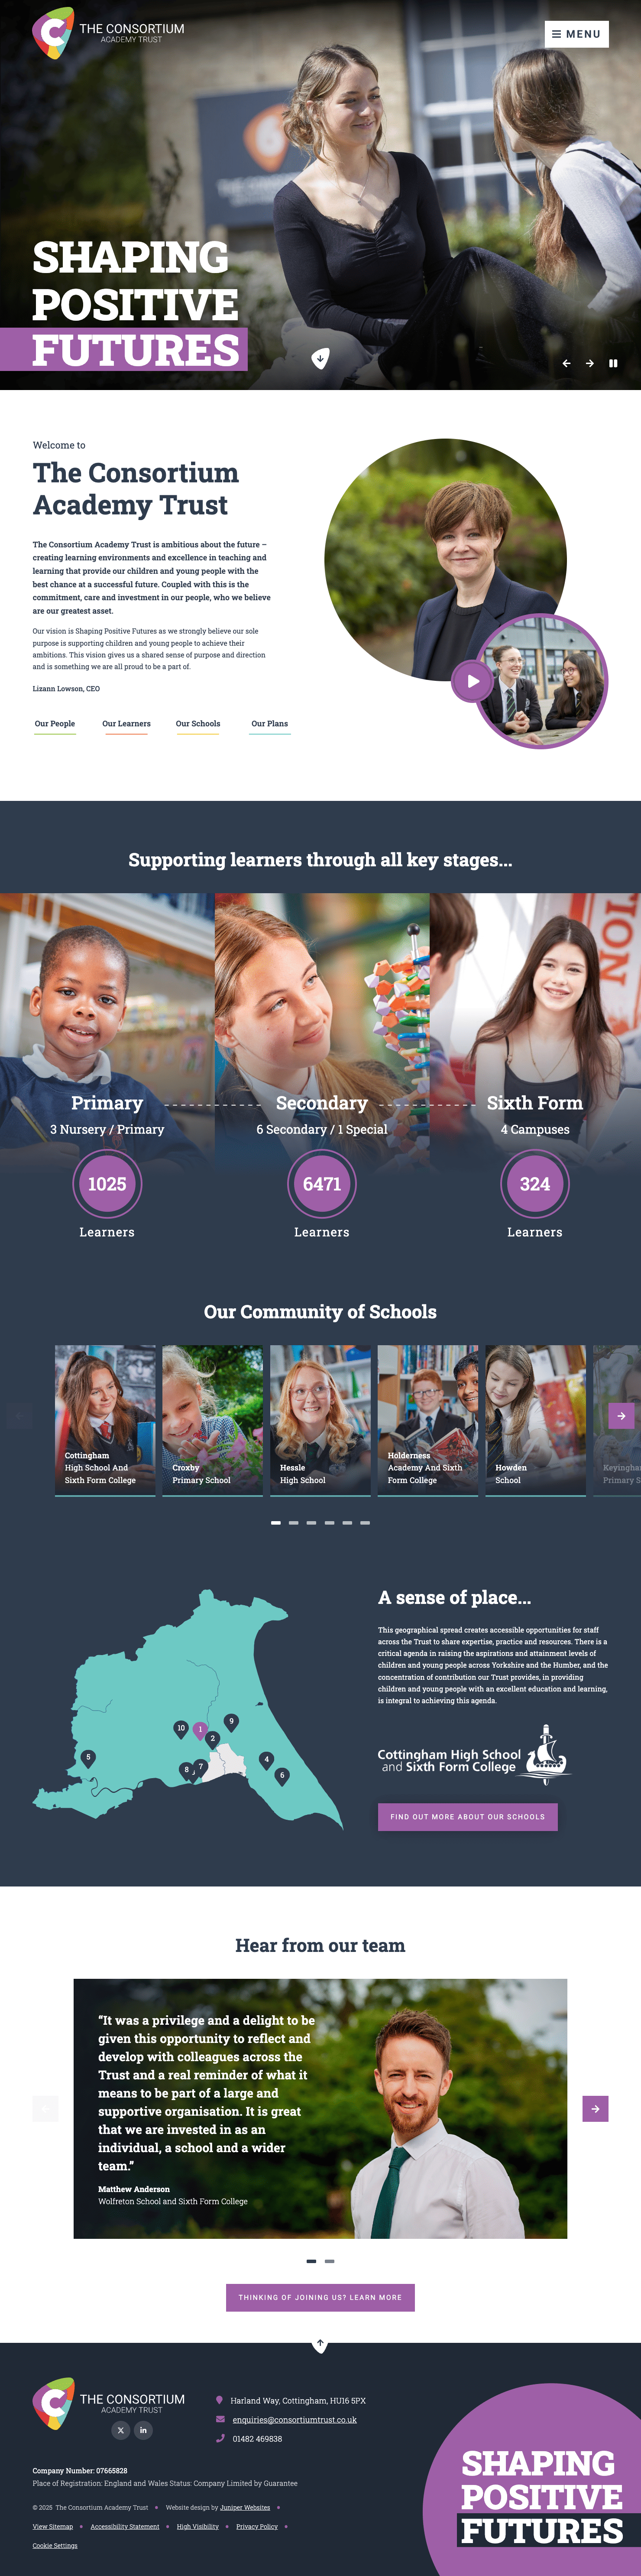 THE CONSORTIUM
ACADEMY TRUST
MENU
SHAPING
POSITIVE
FUTURES
Welcome to
The Consortium
Academy Trust
The Consortium Academy Trust is ambitious about the future –
creating learning environments and excellence in teaching and
learning that provide our children and young people with the
best chance at a successful future. Coupled with this is the
commitment, care and investment in our people, who we believe
are our greatest asset.
Our vision is Shaping Positive Futures as we strongly believe our sole
purpose is supporting children and young people to achieve their
ambitions. This vision gives us a shared sense of purpose and direction
and is something we are all proud to be a part of.
Lizann Lowson, CEO
Our People
Our Learners
Our Schools
Our Plans
Supporting learners through all key stages...
Primary
3 Nursery / Primary
1025
Learners
Secondary
6 Secondary / 1 Special
6471
Learners
Sixth Form
4 Campuses
324
Learners
Our Community of Schools
Cottingham
High School And
Sixth Form College
Croxby
Primary School
Hessle
High School
Holderness
Academy And Sixth
Form College
Howden
School
10
1
2
9
5
8
7
4
6
A sense of place...
This geographical spread creates accessible opportunities for staff
across the Trust to share expertise, practice and resources. There is a
critical agenda in raising the aspirations and attainment levels of
children and young people across Yorkshire and the Humber, and the
concentration of contribution our Trust provides, in providing
children and young people with an excellent education and learning,
is integral to achieving this agenda.
Cottingham High School
and Sixth Form College
FIND OUT MORE ABOUT OUR SCHOOLS
Hear from our team
“It was a privilege and a delight to be
given this opportunity to reflect and
develop with colleagues across the
Trust and a real reminder of what it
means to be part of a large and
supportive organisation. It is great
that we are invested in as an
individual, a school and a wider
team.”
Matthew Anderson
Wolfreton School and Sixth Form College
THINKING OF JOINING US? LEARN MORE
THE CONSORTIUM
ACADEMY TRUST
Harland Way, Cottingham, HU16 5PX
enquiries@consortiumtrust.co.uk
01482 469838
Company Number: 07665828
Place of Registration: England and Wales Status: Company Limited by Guarantee
© 2025 The Consortium Academy Trust • Website design by Juniper Websites •
View Sitemap • Accessibility Statement • High Visibility • Privacy Policy •
Cookie Settings
SHAPING
POSITIVE
FUTURES